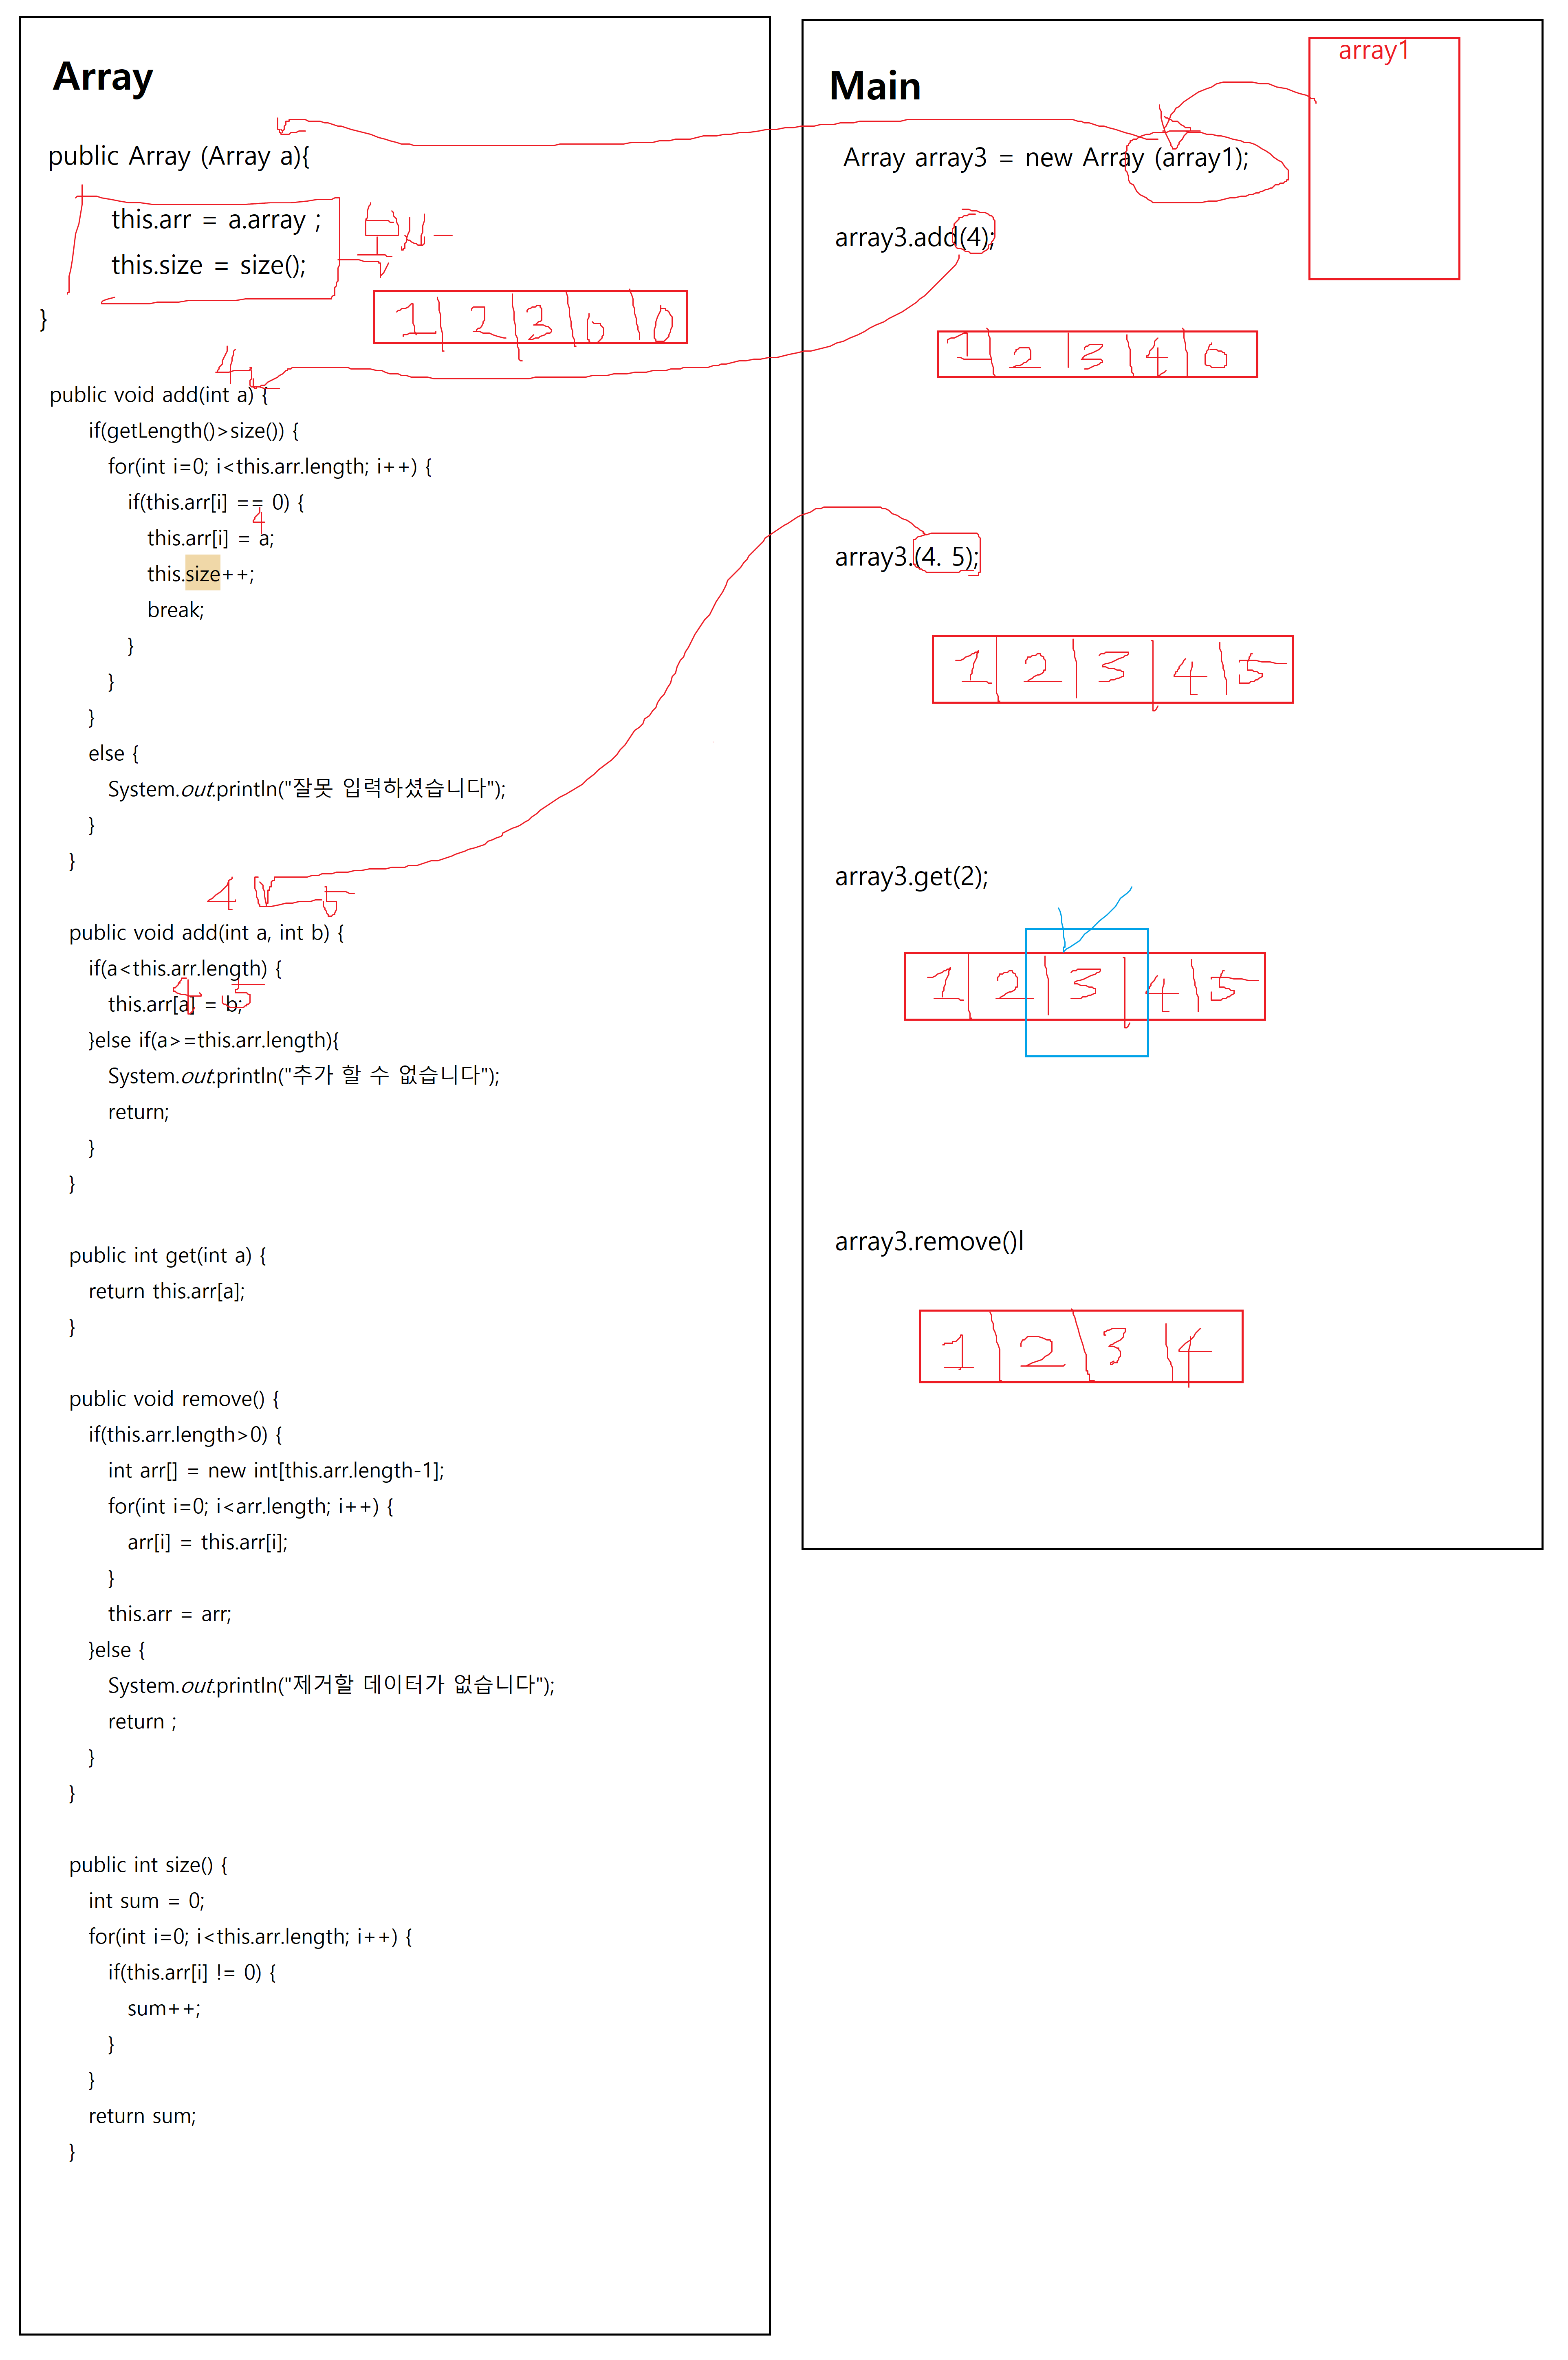 Array
public Array (Array a){
this.arr = a.array ;
this.size = size();
}
1 2 3 0 0
4
public void add(int a) {
if(getLength()>size()) {
for(int i=0; i<this.arr.length; i++) {
if(this.arr[i] == 0) {
4
this.arr[i] = a;
this.size++;
break;
}
}
}
else {
System.out.println("잘못 입력하셨습니다");
}
}
4 5
public void add(int a, int b) {
if(a<this.arr.length) {
4 5
this.arr[a] = b;
}else if(a>=this.arr.length){
System.out.println("추가 할 수 없습니다");
return;
}
}
public int get(int a) {
return this.arr[a];
}
public void remove() {
if(this.arr.length>0) {
int arr[] = new int[this.arr.length-1];
for(int i=0; i<arr.length; i++) {
arr[i] = this.arr[i];
}
this.arr = arr;
}else {
System.out.println("제거할 데이터가 없습니다");
return ;
}
}
public int size() {
int sum = 0;
for(int i=0; i<this.arr.length; i++) {
if(this.arr[i] != 0) {
sum++;
}
}
return sum;
}
array1
Main
Array array3 = new Array (array1);
array3.add(4);
1 2 3 4 0
array3.(4. 5);
1 2 3 4 5
array3.get(2);
1 2 3 4 5
array3.remove()l
1 2 3 4